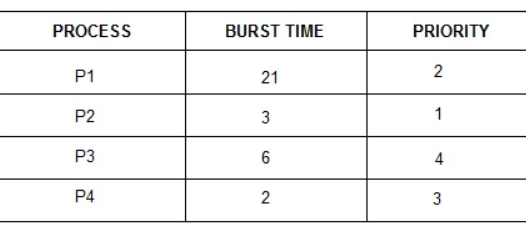 PROCESS BURST TIME PRIORITY
P1 21 2
P2 3 1
P3 6 4
P4 2 3